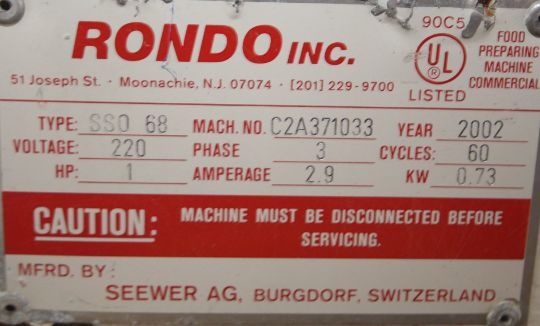 RONDO INC.
51 Joseph St. · Moonachie, N.J. 07074 · [201] 229-9700
90C5
UL
®
LISTED
FOOD
PREPARING
MACHINE
COMMERCIAL
TYPE: SSO 68 MACH. NO. C2A371033 YEAR 2002
VOLTAGE: 220 PHASE 3 CYCLES: 60
HP: 1 AMPERAGE 2.9 KW 0.73
CAUTION: MACHINE MUST BE DISCONNECTED BEFORE
SERVICING.
MFRD. BY:
SEEWER AG, BURGDORF, SWITZERLAND